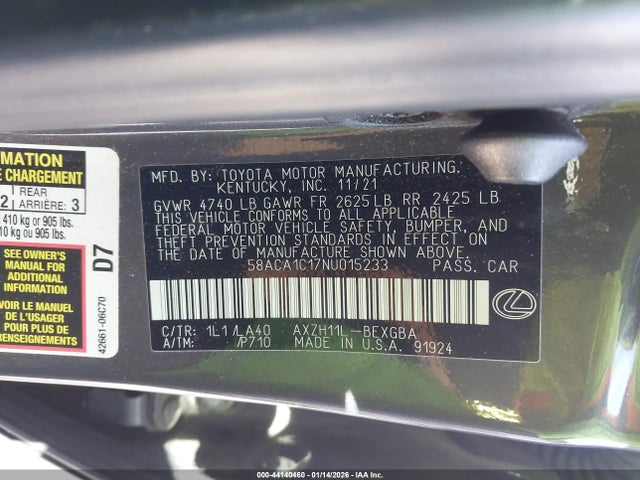 MATION
E CHARGEMENT
1 REAR
2 ARRIÈRE: 3
410 kg or 905 lbs.
10 kg ou 905 lbs.
SEE OWNER'S
MANUAL FOR
ADDITIONAL
INFORMATION
VOIR LE MANUEL
DE L'USAGER
POUR PLUS DE
RENSEIGNEMENTS
D7
42661-06C70
MFD. BY: TOYOTA MOTOR MANUFACTURING.
KENTUCKY, INC. 11/21
GVWR 4740 LB GAWR FR 2625 LB RR 2425 LB
THIS VEHICLE CONFORMS TO ALL APPLICABLE
FEDERAL MOTOR VEHICLE SAFETY, BUMPER, AND
THEFT PREVENTION STANDARDS IN EFFECT ON
THE DATE OF MANUFACTURE SHOWN ABOVE.
58ACA1C17NU015233 PASS. CAR
C/TR: 1L1 /LA40 AXZH11L-BEXGBA
A/TM: /P710 MADE IN U.S.A. 91924
000-44140460 - 01/14/2026 - IAAI, Inc.